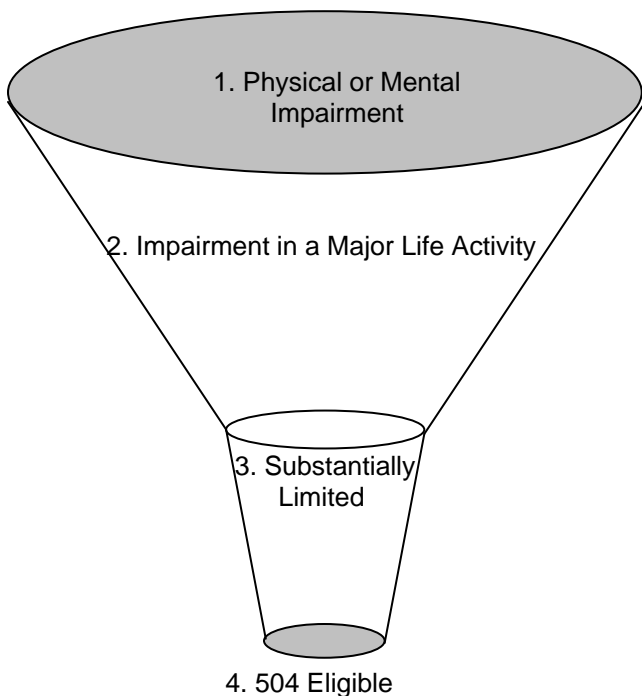 1. Physical or Mental
Impairment
2. Impairment in a Major Life Activity
3. Substantially
Limited
4. 504 Eligible